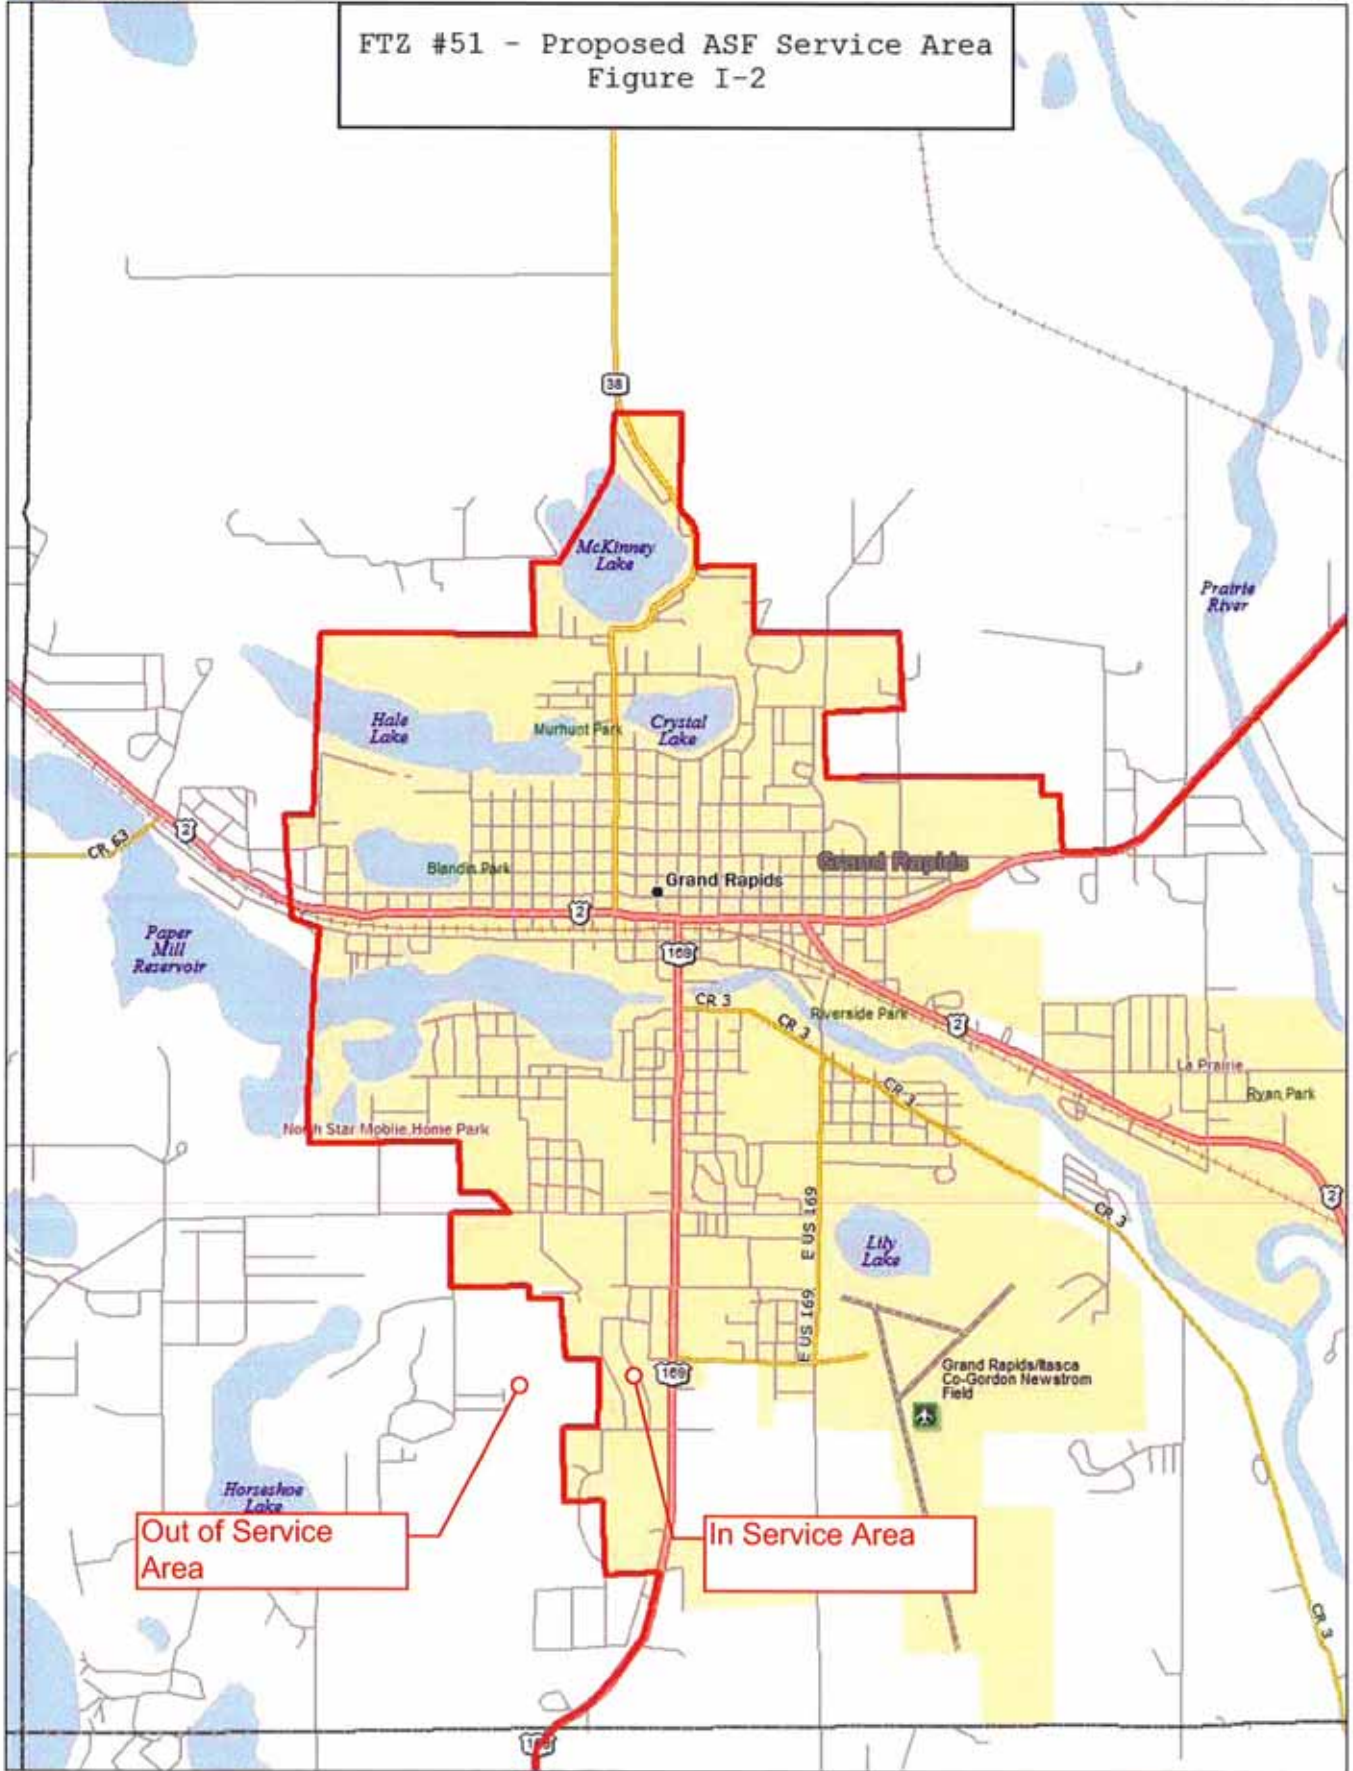 FTZ #51 - Proposed ASF Service Area
Figure I-2
38
McKinney
Lake
Prairie
River
Hale
Lake
Murhunt Park
Crystal
Lake
2
CR 63
Blandin Park
Grand Rapids
Grand Rapids
2
Paper
Mill
Reservoir
169
CR 3
CR 3
Riverside Park
2
La Prairie
Ryan Park
CR 3
North Star Moblie Home Park
E US 169
Lily
Lake
CR 3
2
E US 169
169
Grand Rapids/Itasca
Co-Gordon Newstrom
Field
Horseshoe
Lake
Out of Service
Area
In Service Area
CR 3
169